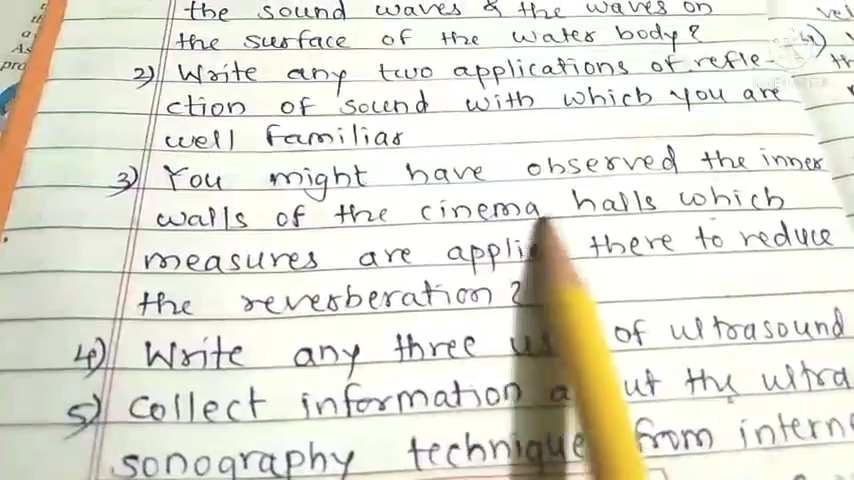 the sound waves & the waves on
the surface of the water body?
2) Write any two applications of refle-
ction of sound with which you are
well familiar
3) You might have observed the inner
walls of the cinema halls which
measures are applie there to reduce
the reverberation?
4) Write any three us of ultrasound
5) Collect information a ut the ultra
sonography technique from interne